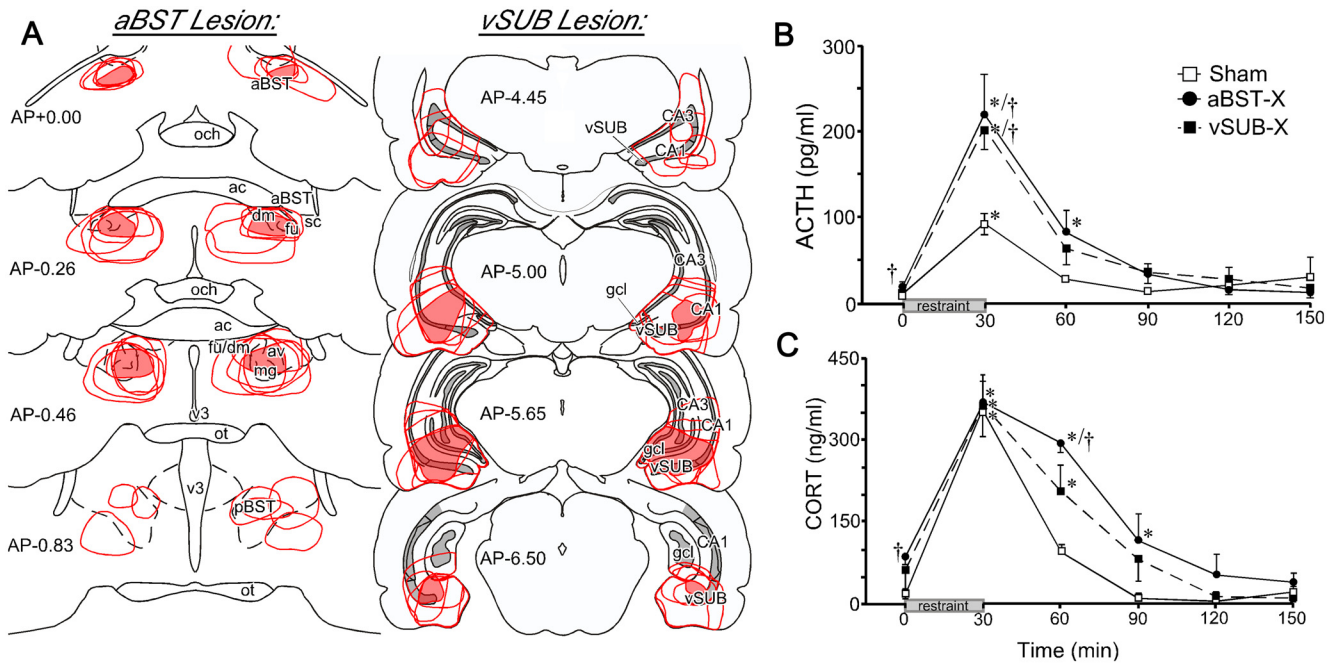 A
aBST Lesion:
vSUB Lesion:
aBST
AP+0.00
och
ac
aBST
dm
fu
sc
AP-0.26
och
ac
fu/dm
av
mg
AP-0.46
v3
ot
v3
pBST
AP-0.83
ot
AP-4.45
vSUB
CA3
CA1
AP-5.00
CA3
gcl
CA1
vSUB
AP-5.65
CA3
CA1
gcl
vSUB
AP-6.50
CA1
gcl
vSUB
B
ACTH (pg/ml)
300
200
100
0
Sham
aBST-X
vSUB-X
*/†
*/†
*
*
†
restraint
0 30 60 90 120 150
C
CORT (ng/ml)
450
300
150
0
*
*
*
*/†
*
*
†
restraint
0 30 60 90 120 150
Time (min)